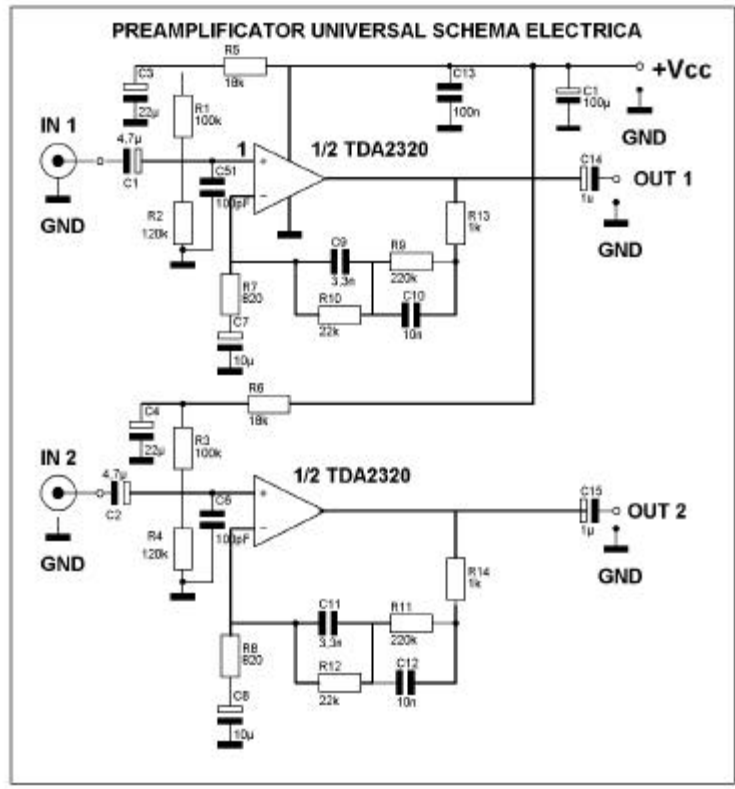 PREAMPLIFICATOR UNIVERSAL SCHEMA ELECTRICA
R5
18k
C3
22µ
R1
100k
C13
100n
C1
100µ
+Vcc
GND
IN 1
4.7µ
C1
GND
1
1/2 TDA2320
C51
100pF
R2
120k
C14
1µ
OUT 1
GND
R13
1k
C9
3,3n
R9
220k
R7
820
R10
22k
C10
10n
C7
10µ
R6
18k
C4
22µ
R3
100k
IN 2
4.7µ
C2
GND
1/2 TDA2320
C6
100pF
R4
120k
C15
1µ
OUT 2
GND
R14
1k
C11
3,3n
R11
220k
R8
820
R12
22k
C12
10n
C8
10µ